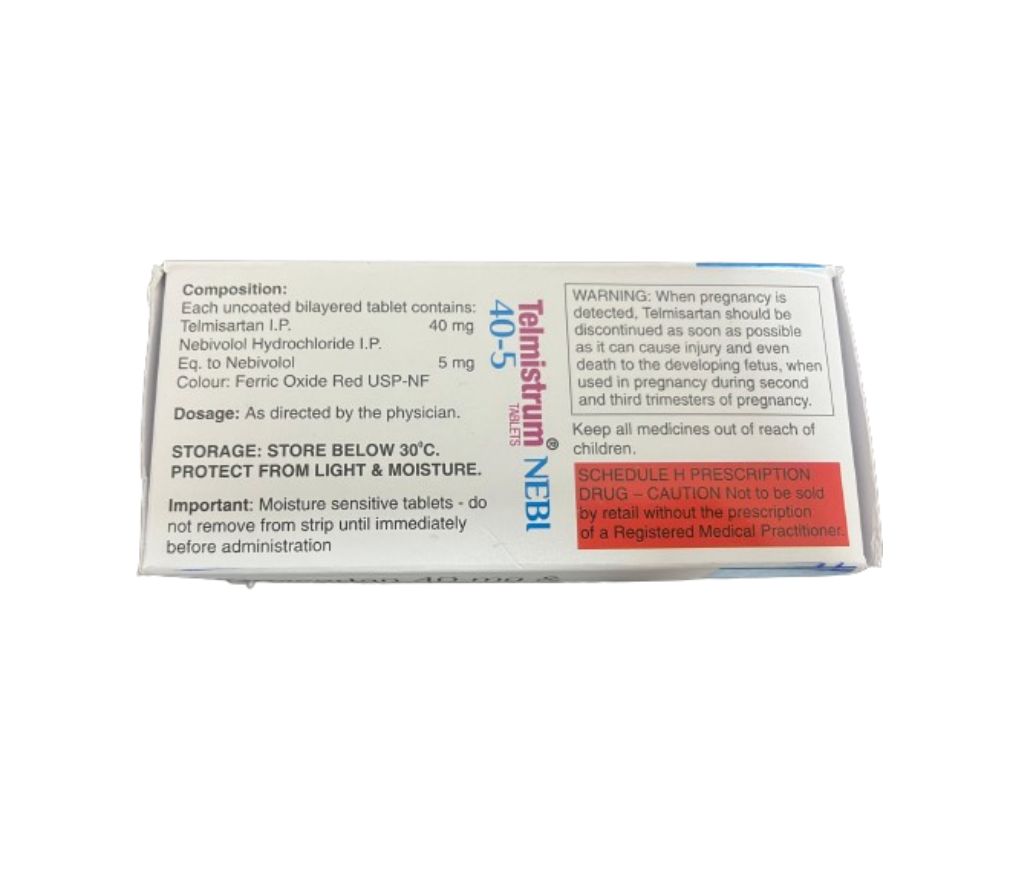 Composition:
Each uncoated bilayered tablet contains:
Telmisartan I.P. 40 mg
Nebivolol Hydrochloride I.P.
Eq. to Nebivolol 5 mg
Colour: Ferric Oxide Red USP-NF
Dosage: As directed by the physician.
STORAGE: STORE BELOW 30°C.
PROTECT FROM LIGHT & MOISTURE.
Important: Moisture sensitive tablets - do
not remove from strip until immediately
before administration
Telmistrum® NEBI
TABLETS
40-5
WARNING: When pregnancy is
detected, Telmisartan should be
discontinued as soon as possible
as it can cause injury and even
death to the developing fetus, when
used in pregnancy during second
and third trimesters of pregnancy.
Keep all medicines out of reach of
children.
SCHEDULE H PRESCRIPTION
DRUG – CAUTION Not to be sold
by retail without the prescription
of a Registered Medical Practitioner.
40 mg &